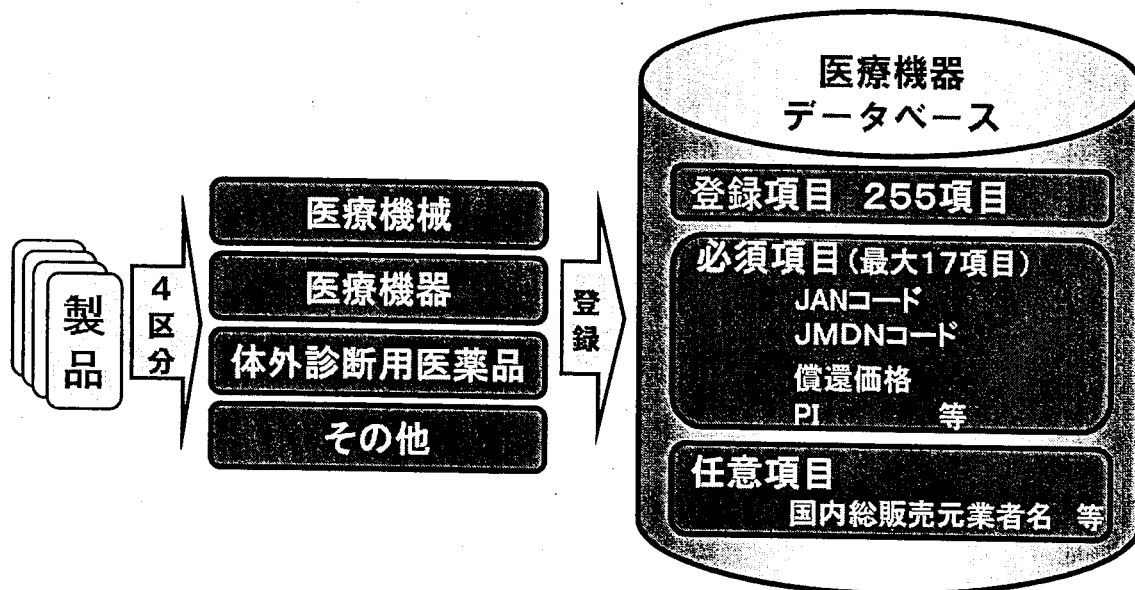 製品
4区分
医療機械
医療機器
体外診断用医薬品
その他
登録
医療機器
データベース
登録項目 255項目
必須項目(最大17項目)
JANコード
JMDNコード
償還価格
PI 等
任意項目
国内総販売元業者名 等